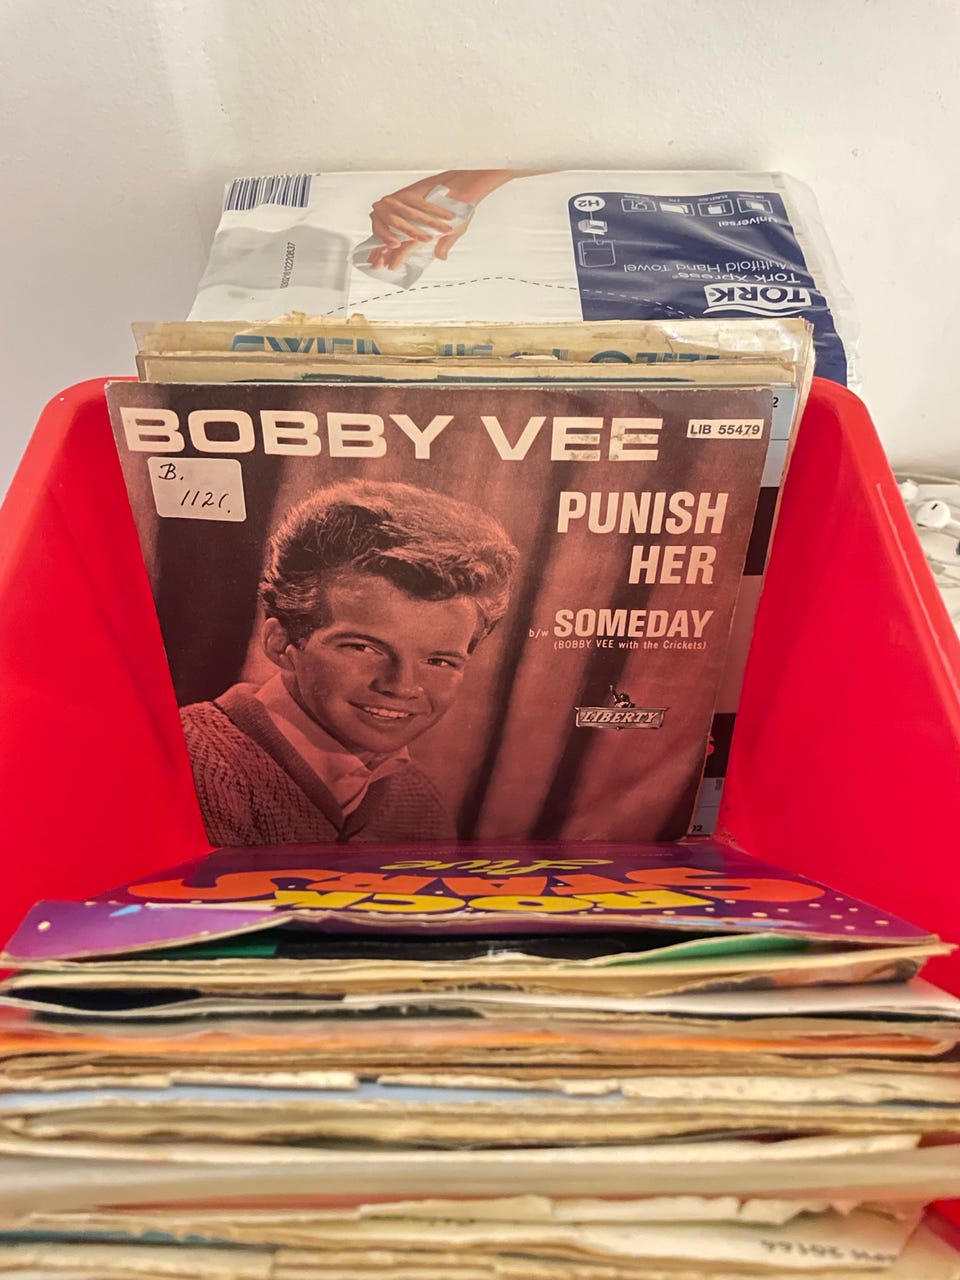 H2
Universal
Tork Xpress®
Multifold Hand Towel
TORK
BOBBY VEE
LIB 55479
B.
1121.
PUNISH
HER
b/w SOMEDAY
(BOBBY VEE with the Crickets)
LIBERTY
Live
ROCK
STARS